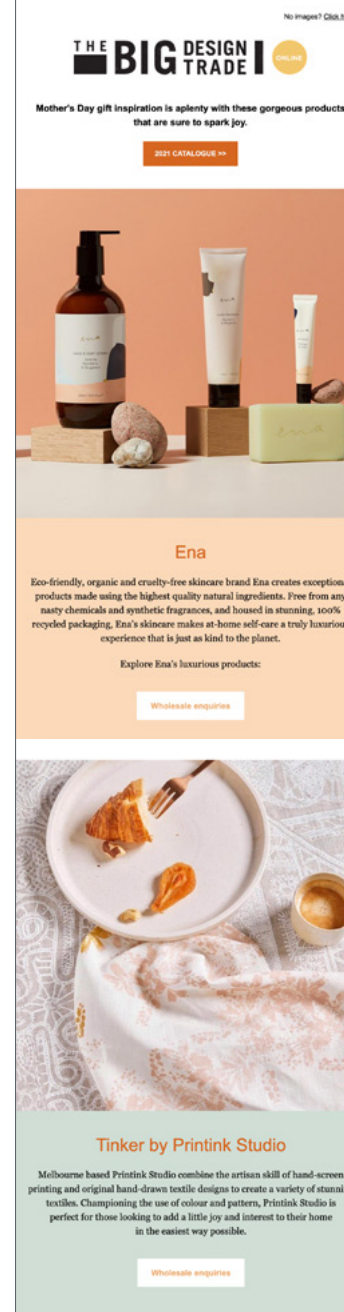 No images? Click h
THE BIG DESIGN TRADE ONLINE
Mother's Day gift inspiration is aplenty with these gorgeous products
that are sure to spark joy.
2021 CATALOGUE >>
ena
ena
ena
Ena
Eco-friendly, organic and cruelty-free skincare brand Ena creates exception
products made using the highest quality natural ingredients. Free from any
nasty chemicals and synthetic fragrances, and housed in stunning, 100%
recycled packaging, Ena's skincare makes at-home self-care a truly luxuriou
experience that is just as kind to the planet.
Explore Ena's luxurious products:
Wholesale enquiries
Tinker by Printink Studio
Melbourne based Printink Studio combine the artisan skill of hand-screen
printing and original hand-drawn textile designs to create a variety of stunni
textiles. Championing the use of colour and pattern, Printink Studio is
perfect for those looking to add a little joy and interest to their home
in the easiest way possible.
Wholesale enquiries